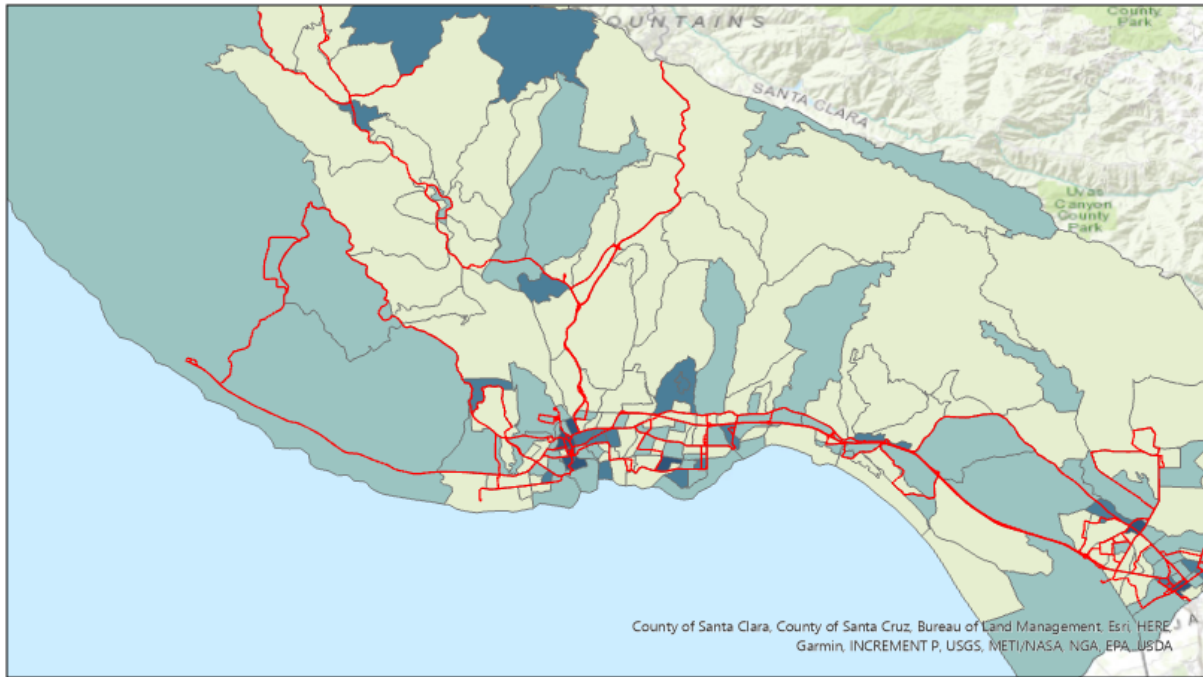 OUNTAINS
County
Park
SANTA CLARA
Uvas
Canyon
County
Park
County of Santa Clara, County of Santa Cruz, Bureau of Land Management, Esri, HERE,
Garmin, INCREMENT P, USGS, METI/NASA, NGA, EPA, USDA